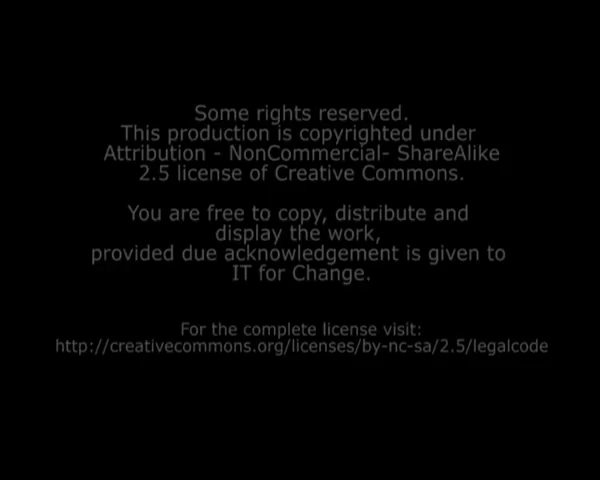 Some rights reserved.
This production is copyrighted under
Attribution - NonCommercial- ShareAlike
2.5 license of Creative Commons.
You are free to copy, distribute and
display the work,
provided due acknowledgement is given to
IT for Change.
For the complete license visit:
http://creativecommons.org/licenses/by-nc-sa/2.5/legalcode